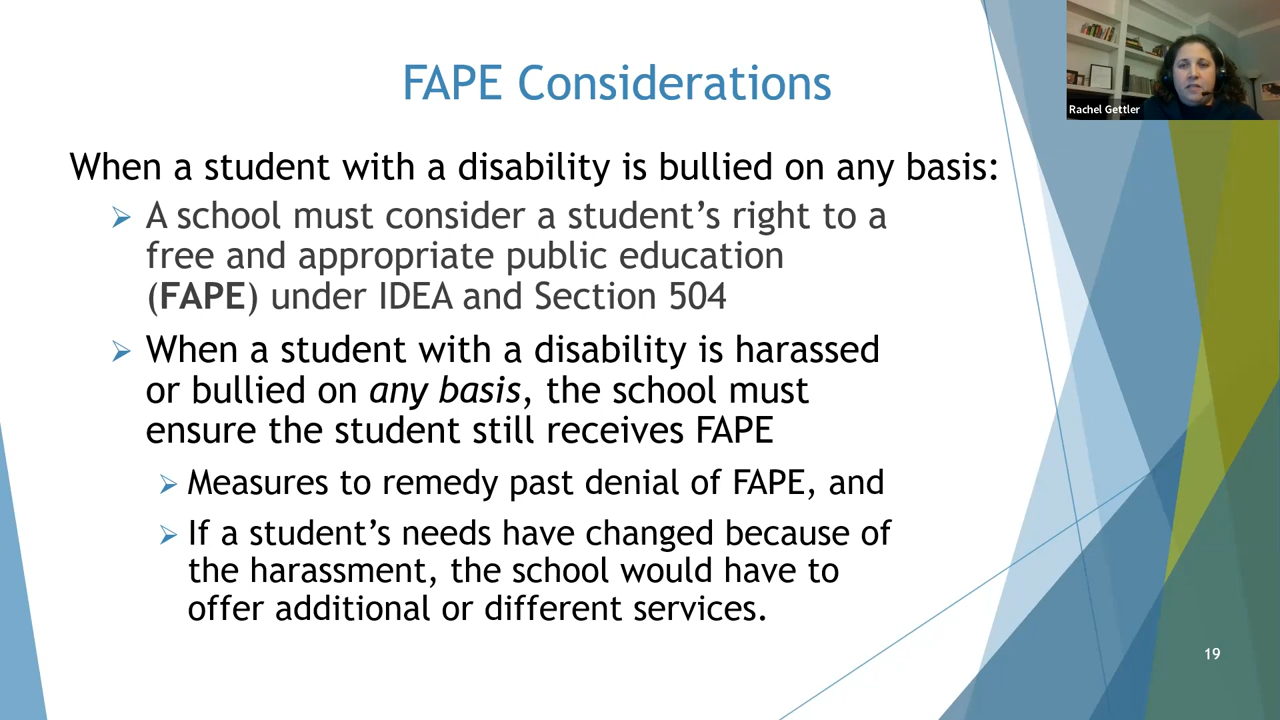 FAPE Considerations
Rachel Gettler
When a student with a disability is bullied on any basis:
A school must consider a student’s right to a
free and appropriate public education
(FAPE) under IDEA and Section 504
When a student with a disability is harassed
or bullied on any basis, the school must
ensure the student still receives FAPE
Measures to remedy past denial of FAPE, and
If a student’s needs have changed because of
the harassment, the school would have to
offer additional or different services.
19